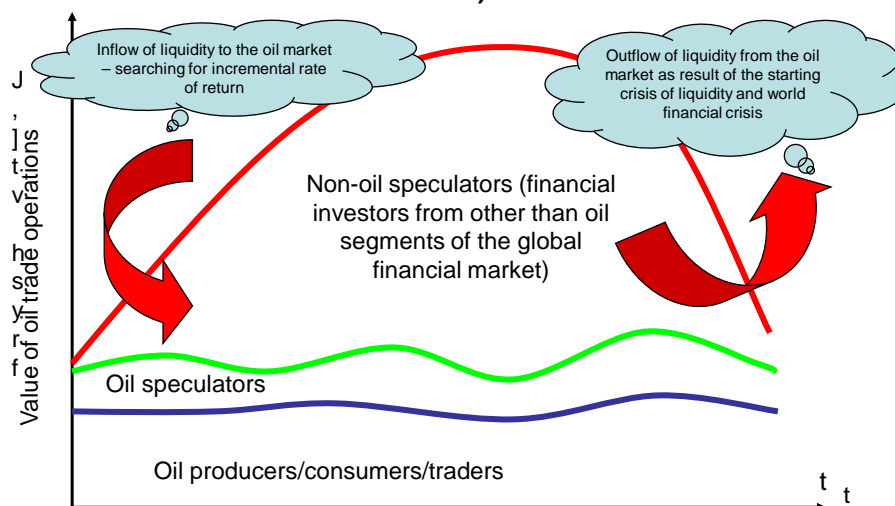 Inflow of liquidity to the oil market
– searching for incremental rate
of return
Outflow of liquidity from the oil
market as result of the starting
crisis of liquidity and world
financial crisis
Non-oil speculators (financial
investors from other than oil
segments of the global
financial market)
Value of oil trade operations
Oil speculators
Oil producers/consumers/traders
t
t